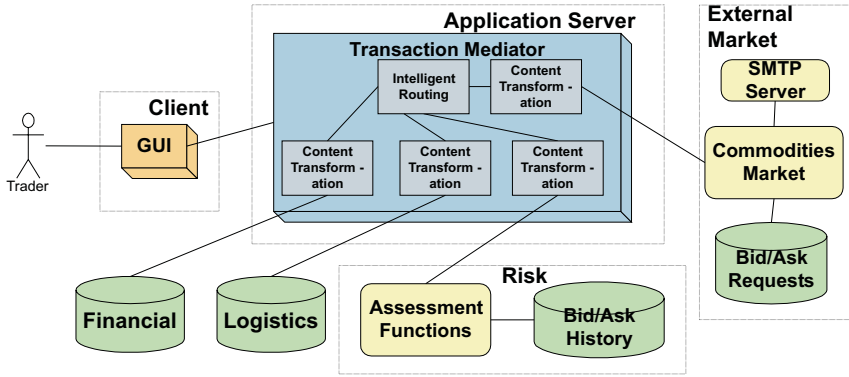 Application Server
External
Market
Transaction Mediator
Intelligent
Routing
Content
Transform -
ation
SMTP
Server
Client
GUI
Trader
Content
Transform -
ation
Content
Transform -
ation
Content
Transform -
ation
Commodities
Market
Bid/Ask
Requests
Risk
Financial
Logistics
Assessment
Functions
Bid/Ask
History